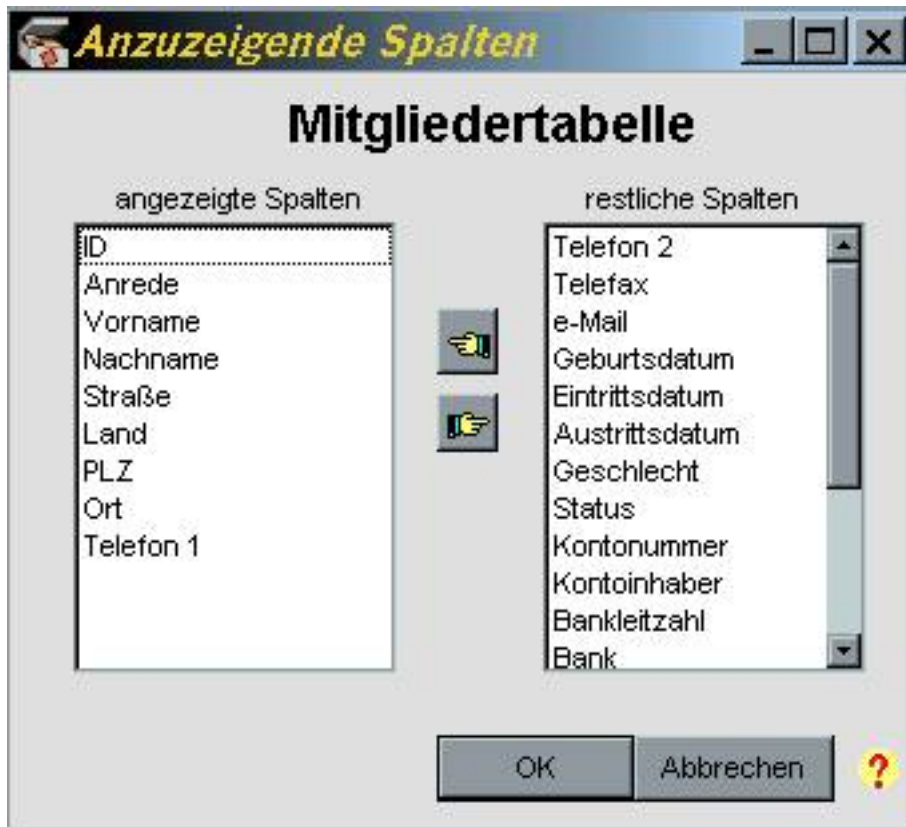 Anzuzeigende Spalten
Mitgliedertabelle
angezeigte Spalten
ID
Anrede
Vorname
Nachname
Straße
Land
PLZ
Ort
Telefon 1
restliche Spalten
Telefon 2
Telefax
e-Mail
Geburtsdatum
Eintrittsdatum
Austrittsdatum
Geschlecht
Status
Kontonummer
Kontoinhaber
Bankleitzahl
Bank
OK
Abbrechen
?